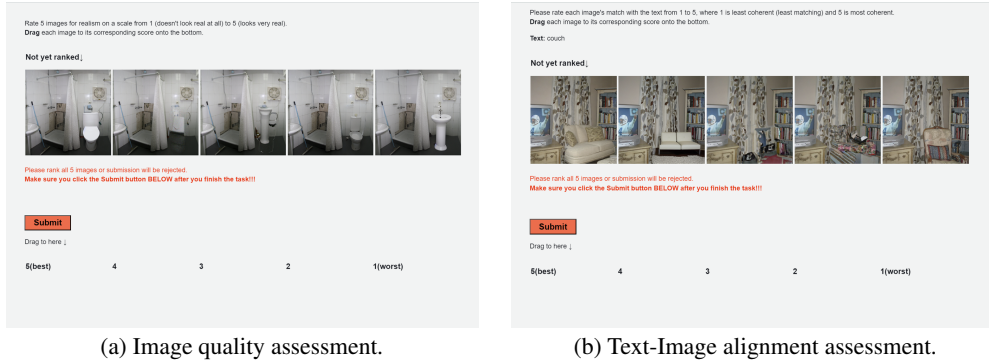 Rate 5 images for realism on a scale from 1 (doesn't look real at all) to 5 (looks very real).
Drag each image to its corresponding score onto the bottom.
Not yet ranked↓
Please rank all 5 images or submission will be rejected.
Make sure you click the Submit button BELOW after you finish the task!!!
Submit
Drag to here ↓
5(best) 4 3 2 1(worst)
(a) Image quality assessment.
Please rate each image's match with the text from 1 to 5, where 1 is least coherent (least matching) and 5 is most coherent.
Drag each image to its corresponding score onto the bottom.
Text: couch
Not yet ranked↓
Please rank all 5 images or submission will be rejected.
Make sure you click the Submit button BELOW after you finish the task!!!
Submit
Drag to here ↓
5(best) 4 3 2 1(worst)
(b) Text-Image alignment assessment.